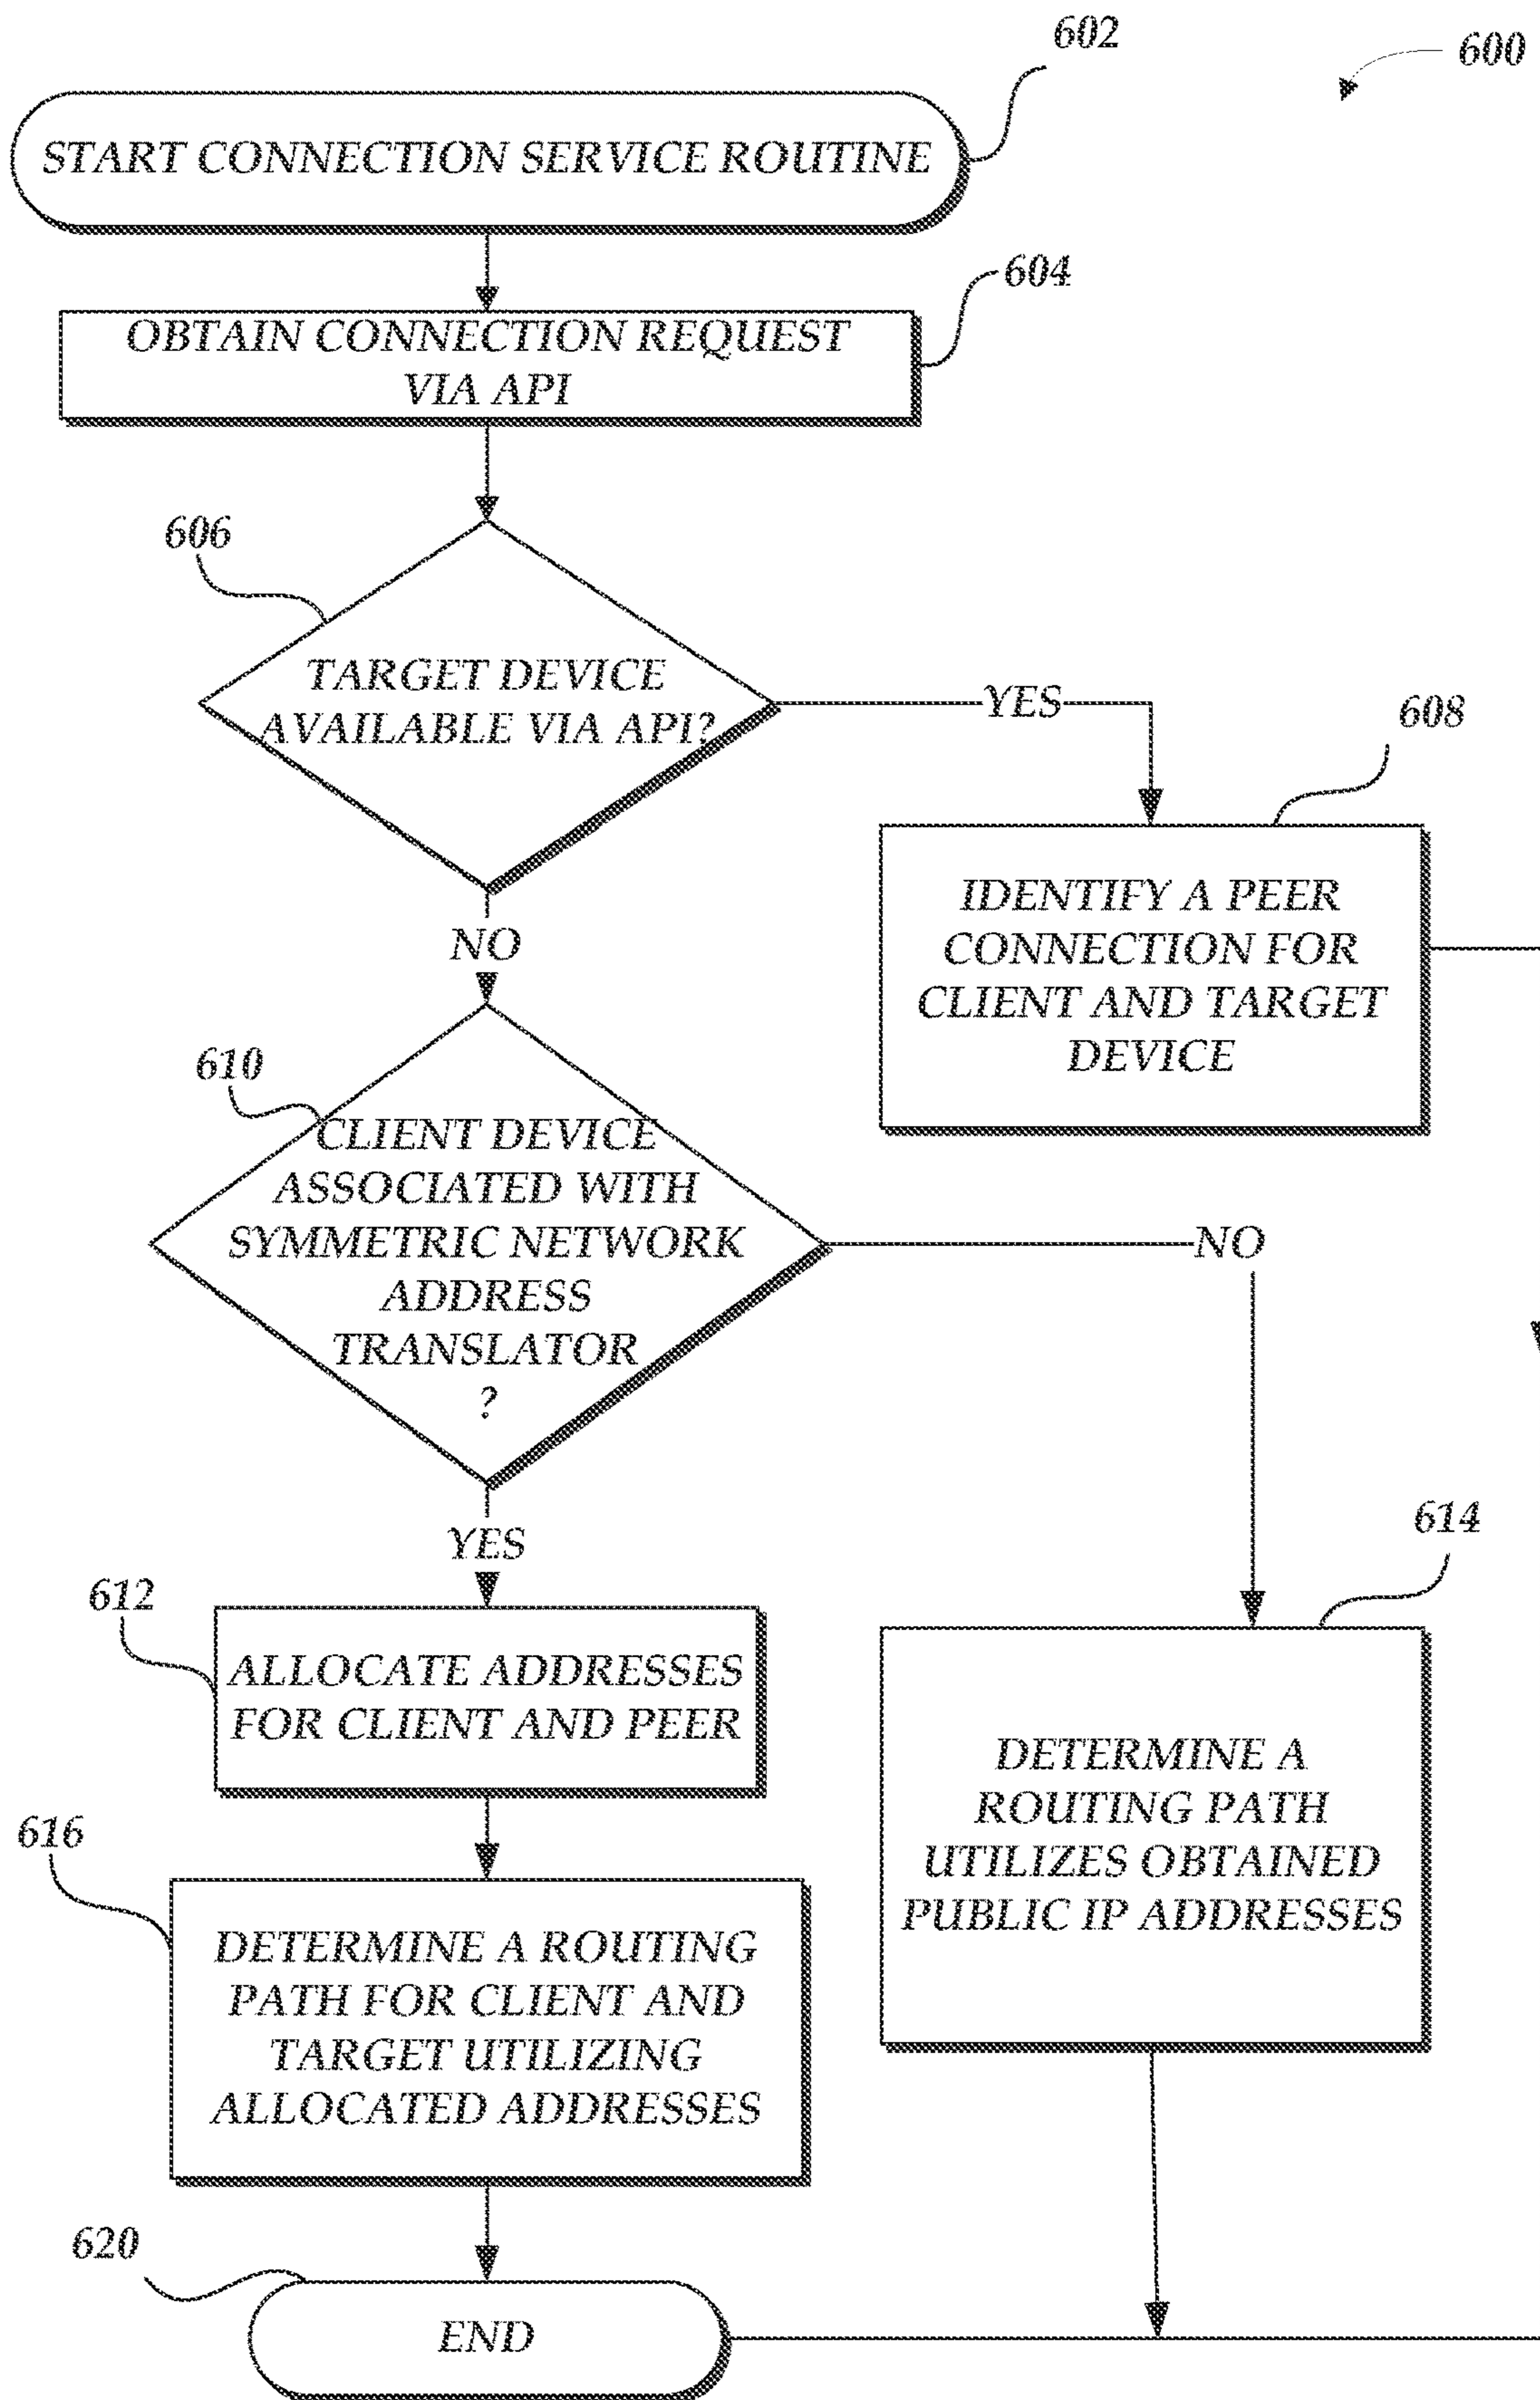 602
600
START CONNECTION SERVICE ROUTINE
604
OBTAIN CONNECTION REQUEST
VIA API
606
TARGET DEVICE
AVAILABLE VIA API?
YES
608
IDENTIFY A PEER
CONNECTION FOR
CLIENT AND TARGET
DEVICE
NO
610
CLIENT DEVICE
ASSOCIATED WITH
SYMMETRIC NETWORK
ADDRESS
TRANSLATOR
?
NO
YES
614
612
ALLOCATE ADDRESSES
FOR CLIENT AND PEER
DETERMINE A
ROUTING PATH
UTILIZES OBTAINED
PUBLIC IP ADDRESSES
616
DETERMINE A ROUTING
PATH FOR CLIENT AND
TARGET UTILIZING
ALLOCATED ADDRESSES
620
END